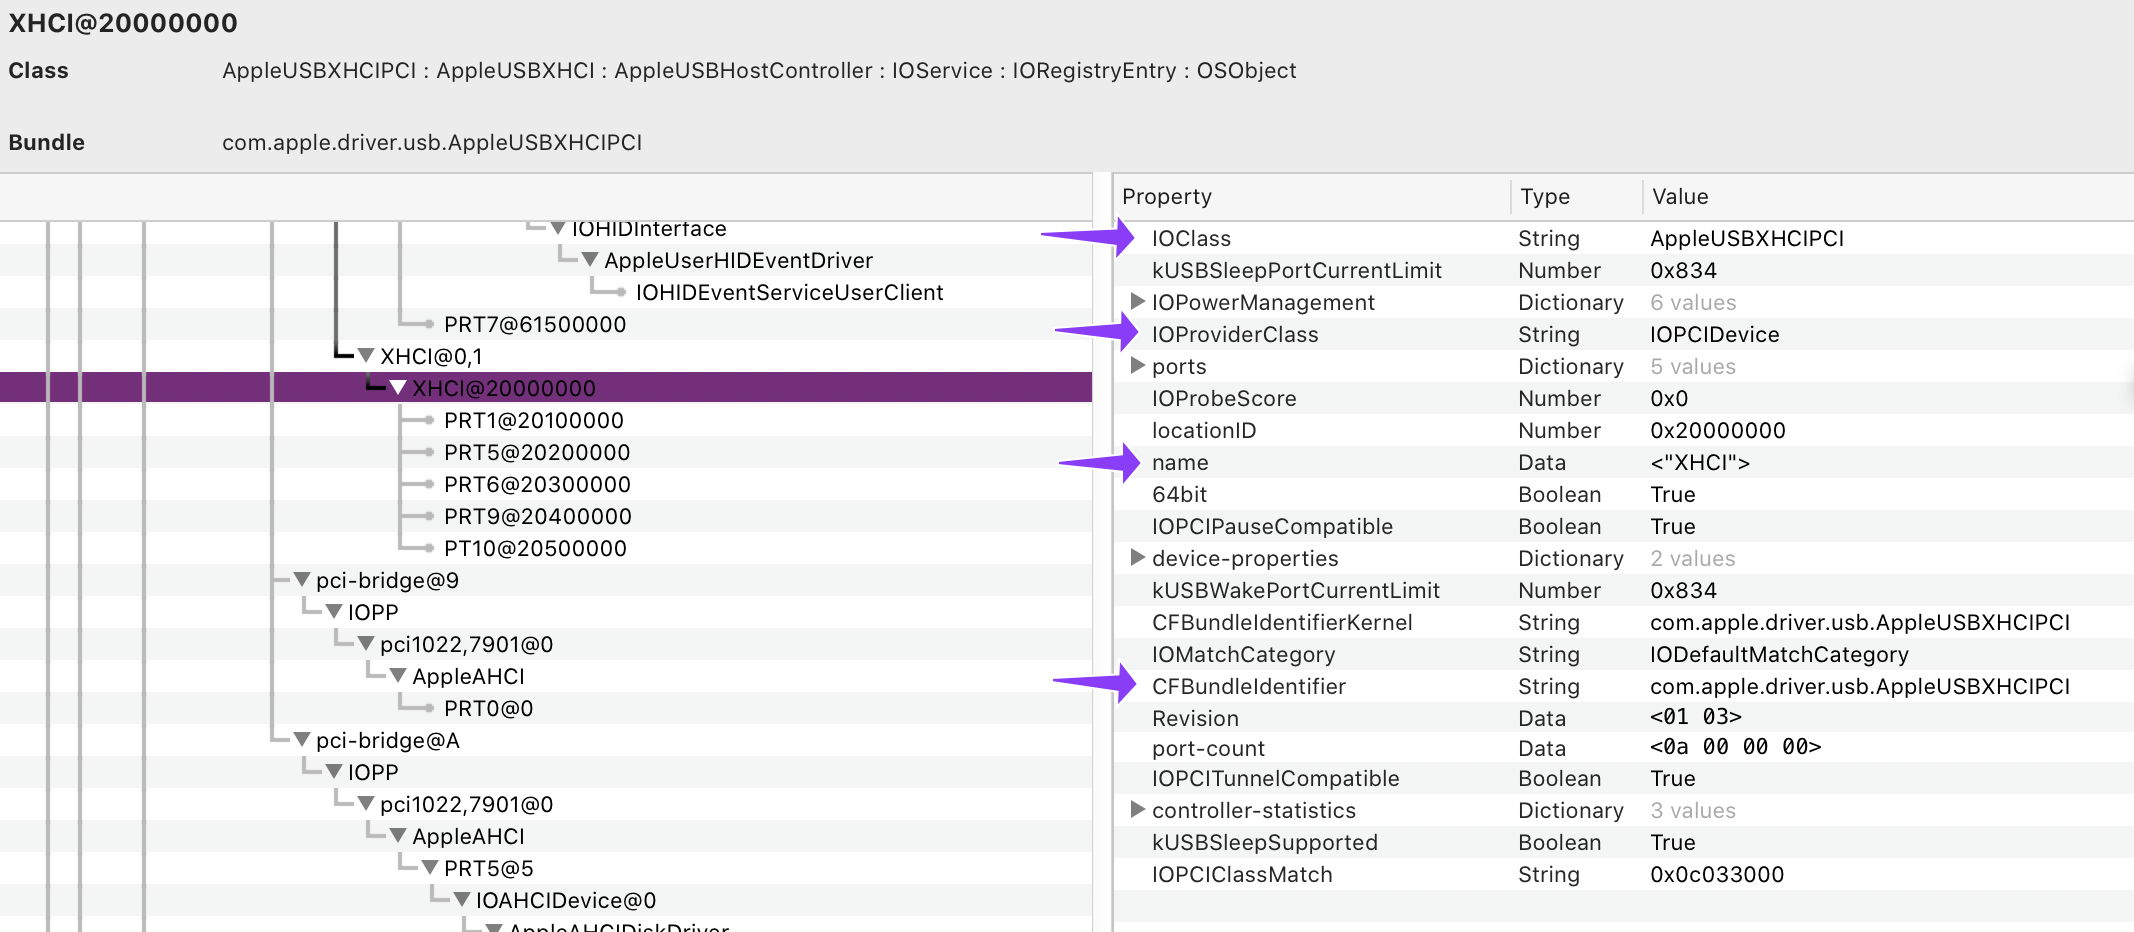 XHCI@20000000
Class AppleUSBXHCIPCI : AppleUSBXHCI : AppleUSBHostController : IOService : IORegistryEntry : OSObject
Bundle com.apple.driver.usb.AppleUSBXHCIPCI
IOHIDInterface
AppleUserHIDEventDriver
IOHIDEventServiceUserClient
PRT7@61500000
XHCI@0,1
XHCI@20000000
PRT1@20100000
PRT5@20200000
PRT6@20300000
PRT9@20400000
PT10@20500000
pci-bridge@9
IOPP
pci1022,7901@0
AppleAHCI
PRT0@0
pci-bridge@A
IOPP
pci1022,7901@0
AppleAHCI
PRT5@5
IOAHCIDevice@0
AppleAHCIDiskDriver
Property Type Value
IOClass String AppleUSBXHCIPCI
kUSBSleepPortCurrentLimit Number 0x834
IOPowerManagement Dictionary 6 values
IOProviderClass String IOPCIDevice
ports Dictionary 5 values
IOProbeScore Number 0x0
locationID Number 0x20000000
name Data <"XHCI">
64bit Boolean True
IOPCIPauseCompatible Boolean True
device-properties Dictionary 2 values
kUSBWakePortCurrentLimit Number 0x834
CFBundleIdentifierKernel String com.apple.driver.usb.AppleUSBXHCIPCI
IOMatchCategory String IODefaultMatchCategory
CFBundleIdentifier String com.apple.driver.usb.AppleUSBXHCIPCI
Revision Data <01 03>
port-count Data <0a 00 00 00>
IOPCITunnelCompatible Boolean True
controller-statistics Dictionary 3 values
kUSBSleepSupported Boolean True
IOPCIClassMatch String 0x0c033000